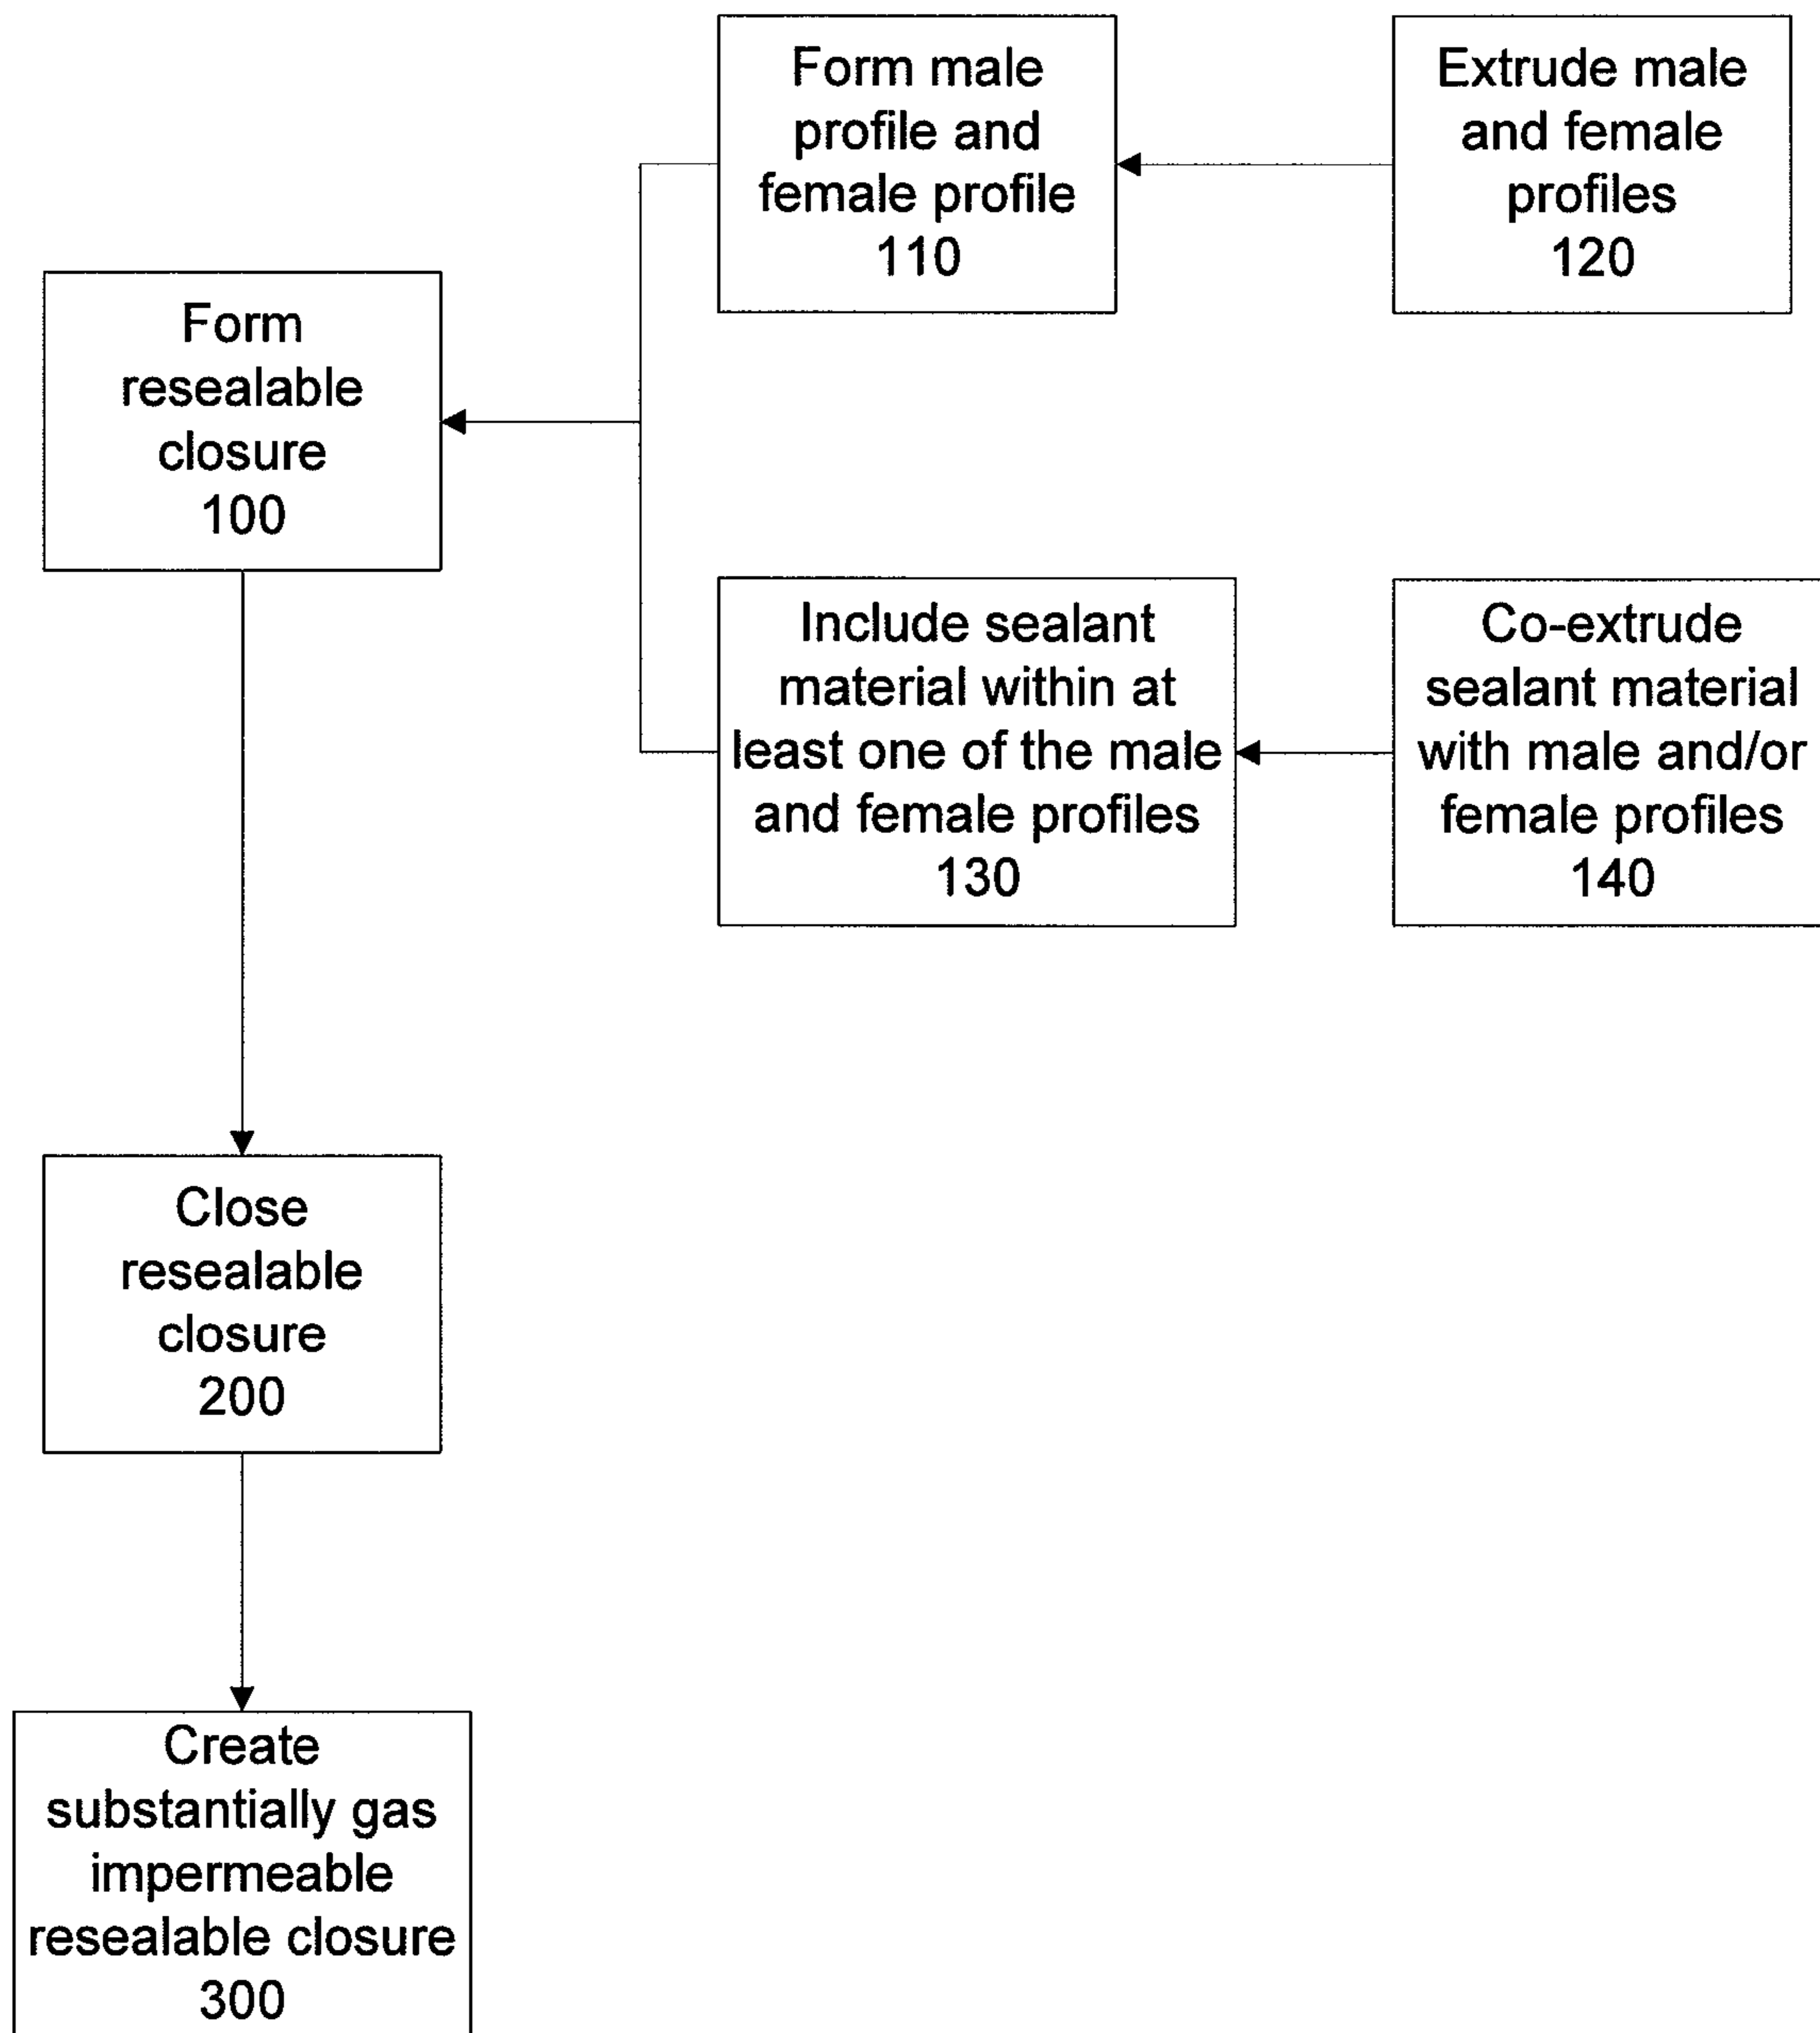 Form male
profile and
female profile
110
Extrude male
and female
profiles
120
Form
resealable
closure
100
Include sealant
material within at
least one of the male
and female profiles
130
Co-extrude
sealant material
with male and/or
female profiles
140
Close
resealable
closure
200
Create
substantially gas
impermeable
resealable closure
300